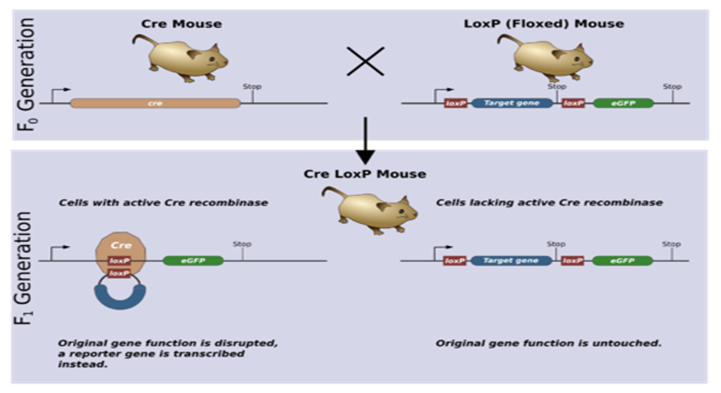 F0 Generation
Cre Mouse
LoxP (Floxed) Mouse
Stop
cre
Stop
Stop
loxP
Target gene
loxP
eGFP
F1 Generation
Cre LoxP Mouse
Cells with active Cre recombinase
Cells lacking active Cre recombinase
Cre
loxP
loxP
eGFP
Stop
Stop
Stop
loxP
Target gene
loxP
eGFP
Original gene function is disrupted,
a reporter gene is transcribed
instead.
Original gene function is untouched.